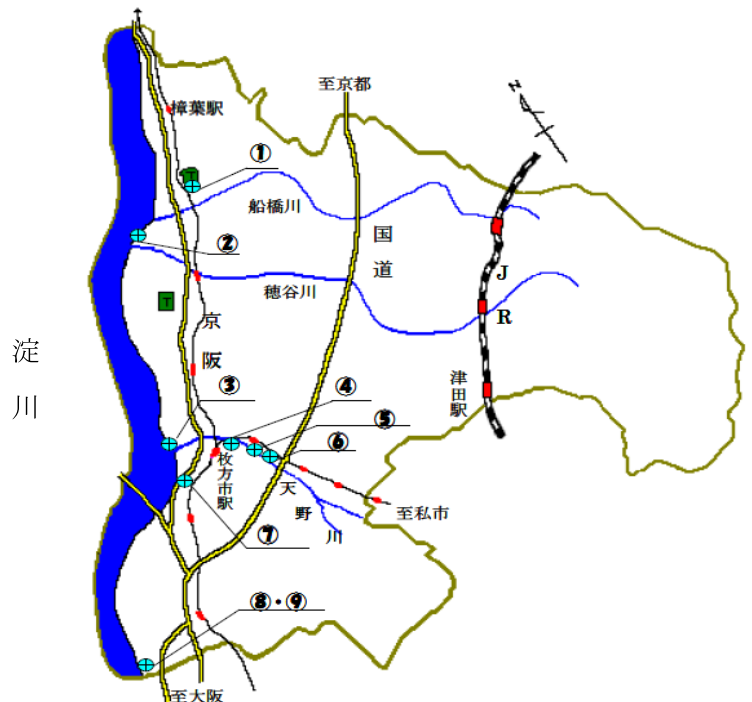 至京都
樟葉駅
N
①
T
船橋川
②
国道
穂谷川
T
JR
淀川
京阪
③
④
津田駅
⑤
⑥
枚方市駅
天野川
至私市
⑦
⑧・⑨
至大阪